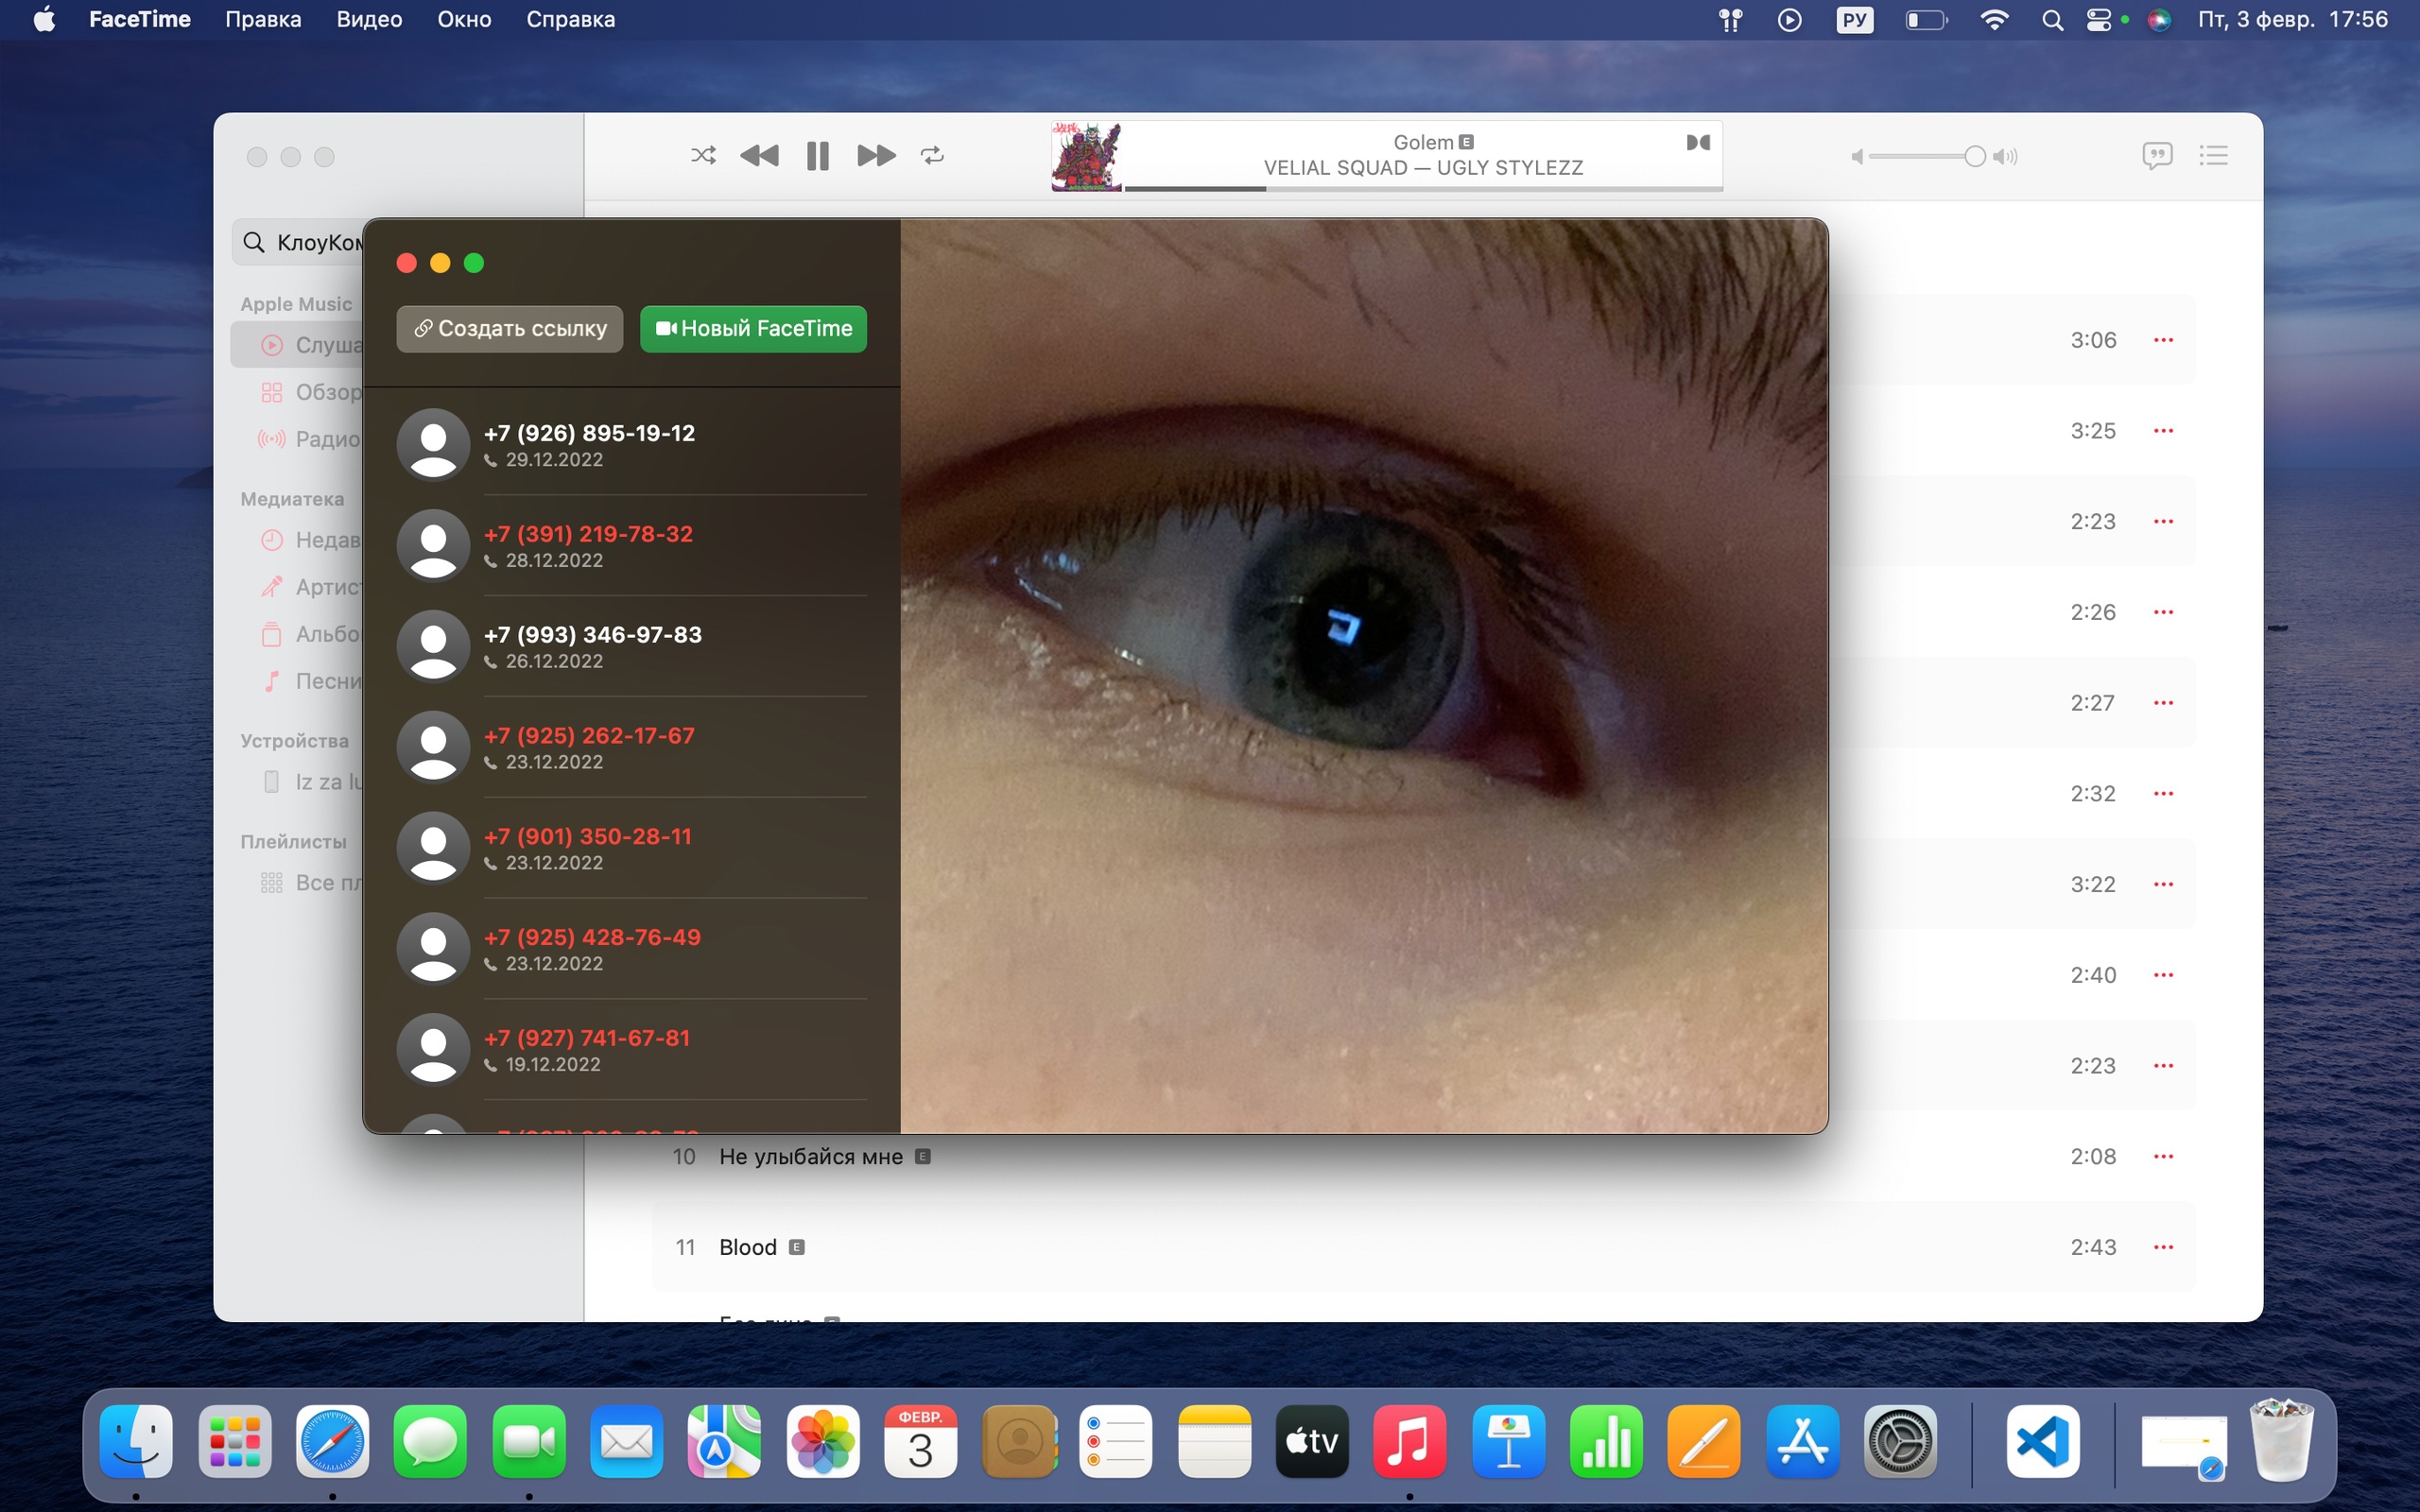 FaceTime Правка Видео Окно Справка
РУ Пт, 3 февр. 17:56
Golem E
VELIAL SQUAD — UGLY STYLEZZ
КлоуКом
Apple Music
Слуша
Обзор
Радио
Медиатека
Недав
Артис
Альбо
Песни
Устройства
Iz za lu
Плейлисты
Все пл
Создать ссылку
Новый FaceTime
+7 (926) 895-19-12
29.12.2022
+7 (391) 219-78-32
28.12.2022
+7 (993) 346-97-83
26.12.2022
+7 (925) 262-17-67
23.12.2022
+7 (901) 350-28-11
23.12.2022
+7 (925) 428-76-49
23.12.2022
+7 (927) 741-67-81
19.12.2022
3:06
3:25
2:23
2:26
2:27
2:32
3:22
2:40
2:23
10 Не улыбайся мне E 2:08
11 Blood E 2:43
ФЕВР.
3
tv